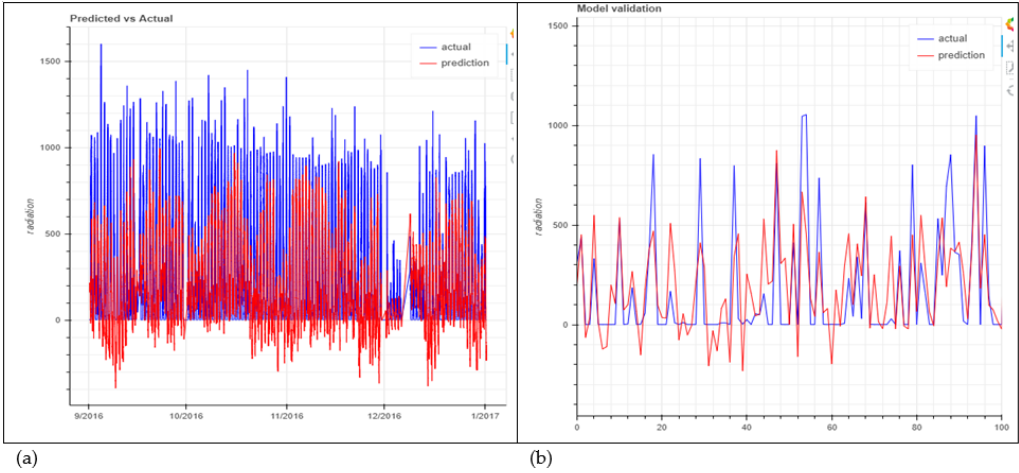 Predicted vs Actual
radiation
1500
1000
500
0
actual
prediction
9/2016
10/2016
11/2016
12/2016
1/2017
(a)
Model validation
radiation
1500
1000
500
0
actual
prediction
0
20
40
60
80
100
(b)